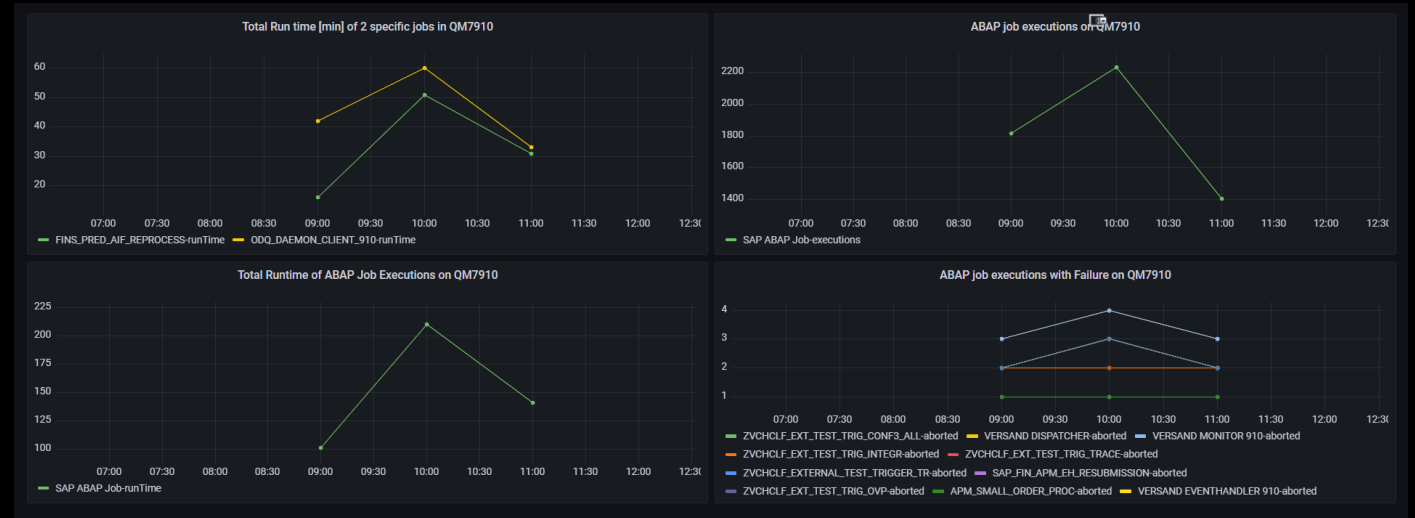 Total Run time [min] of 2 specific jobs in QM7910
60
50
40
30
20
07:00 07:30 08:00 08:30 09:00 09:30 10:00 10:30 11:00 11:30 12:00 12:30
FINS_PRED_AIF_REPROCESS-runTime ODQ_DAEMON_CLIENT_910-runTime
ABAP job executions on QM7910
2200
2000
1800
1600
1400
07:00 07:30 08:00 08:30 09:00 09:30 10:00 10:30 11:00 11:30 12:00 12:30
SAP ABAP Job-executions
Total Runtime of ABAP Job Executions on QM7910
225
200
175
150
125
100
07:00 07:30 08:00 08:30 09:00 09:30 10:00 10:30 11:00 11:30 12:00 12:30
SAP ABAP Job-runTime
ABAP job executions with Failure on QM7910
4
3
2
1
07:00 07:30 08:00 08:30 09:00 09:30 10:00 10:30 11:00 11:30 12:00 12:30
ZVCHCLF_EXT_TEST_TRIG_CONF3_ALL-aborted VERSAND DISPATCHER-aborted VERSAND MONITOR 910-aborted
ZVCHCLF_EXT_TEST_TRIG_INTEGR-aborted ZVCHCLF_EXT_TEST_TRIG_TRACE-aborted
ZVCHCLF_EXTERNAL_TEST_TRIGGER_TR-aborted SAP_FIN_APM_EH_RESUBMISSION-aborted
ZVCHCLF_EXT_TEST_TRIG_OVP-aborted APM_SMALL_ORDER_PROC-aborted VERSAND EVENTHANDLER 910-aborted